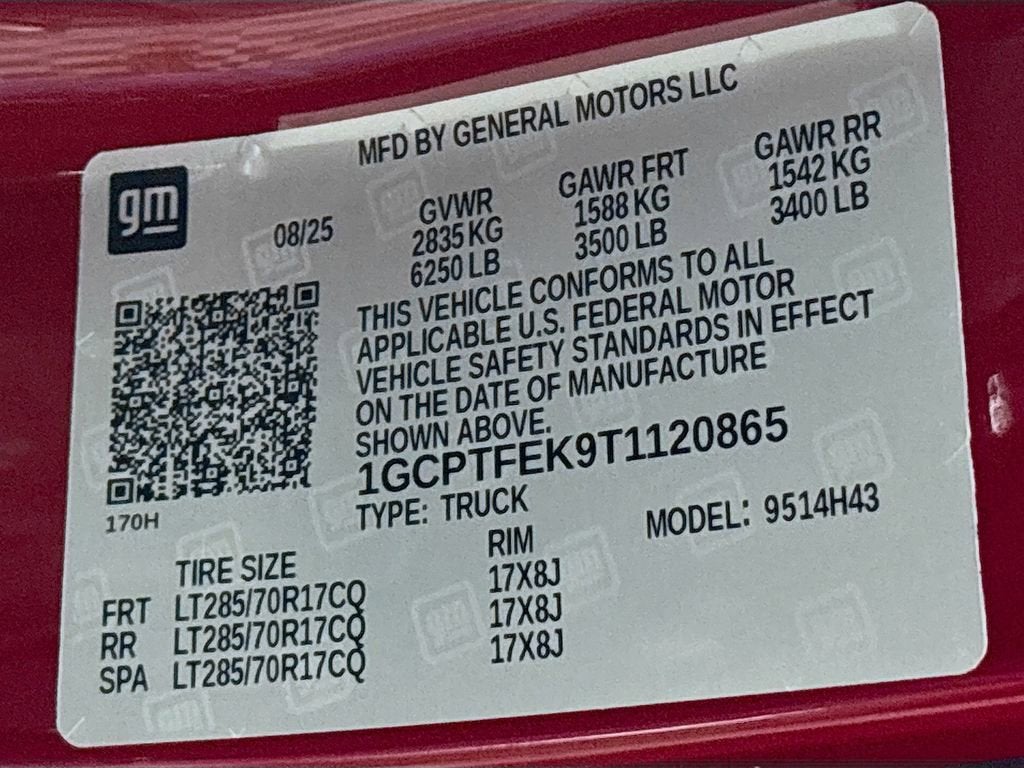 MFD BY GENERAL MOTORS LLC
gm
08/25
GVWR GAWR FRT GAWR RR
2835 KG 1588 KG 1542 KG
6250 LB 3500 LB 3400 LB
THIS VEHICLE CONFORMS TO ALL
APPLICABLE U.S. FEDERAL MOTOR
VEHICLE SAFETY STANDARDS IN EFFECT
ON THE DATE OF MANUFACTURE
SHOWN ABOVE.
1GCPTFEK9T1120865
170H
TYPE: TRUCK MODEL: 9514H43
TIRE SIZE RIM
FRT LT285/70R17CQ 17X8J
RR LT285/70R17CQ 17X8J
SPA LT285/70R17CQ 17X8J